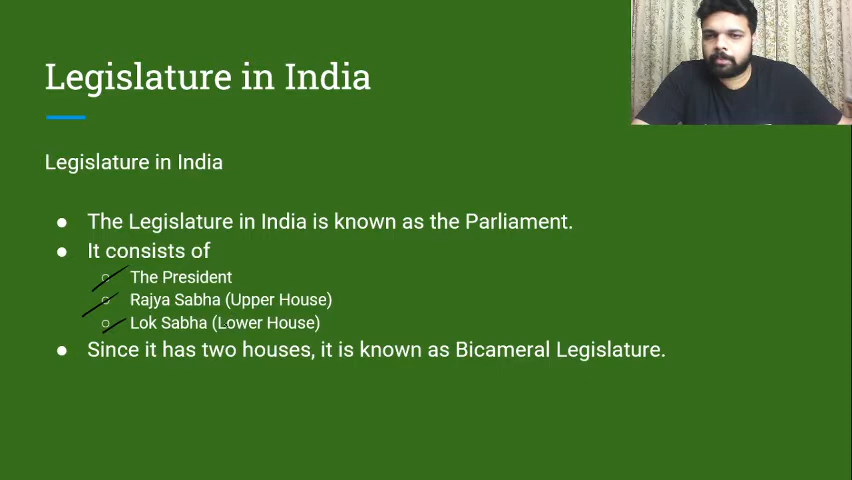 Legislature in India
Legislature in India
The Legislature in India is known as the Parliament.
It consists of
The President
Rajya Sabha (Upper House)
Lok Sabha (Lower House)
Since it has two houses, it is known as Bicameral Legislature.